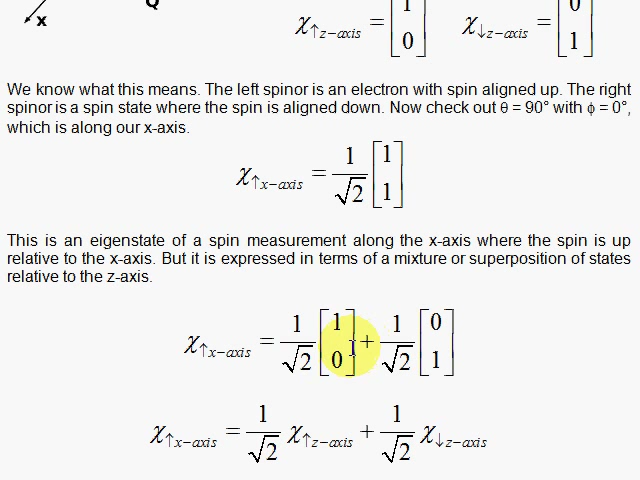 x Q
χ↑z−axis = [1 0] χ↓z−axis = [0 1]
We know what this means. The left spinor is an electron with spin aligned up. The right
spinor is a spin state where the spin is aligned down. Now check out θ = 90° with ϕ = 0°,
which is along our x-axis.
χ↑x−axis = 1/√2 [1 1]
This is an eigenstate of a spin measurement along the x-axis where the spin is up
relative to the x-axis. But it is expressed in terms of a mixture or superposition of states
relative to the z-axis.
χ↑x−axis = 1/√2 [1 0] + 1/√2 [0 1]
χ↑x−axis = 1/√2 χ↑z−axis + 1/√2 χ↓z−axis